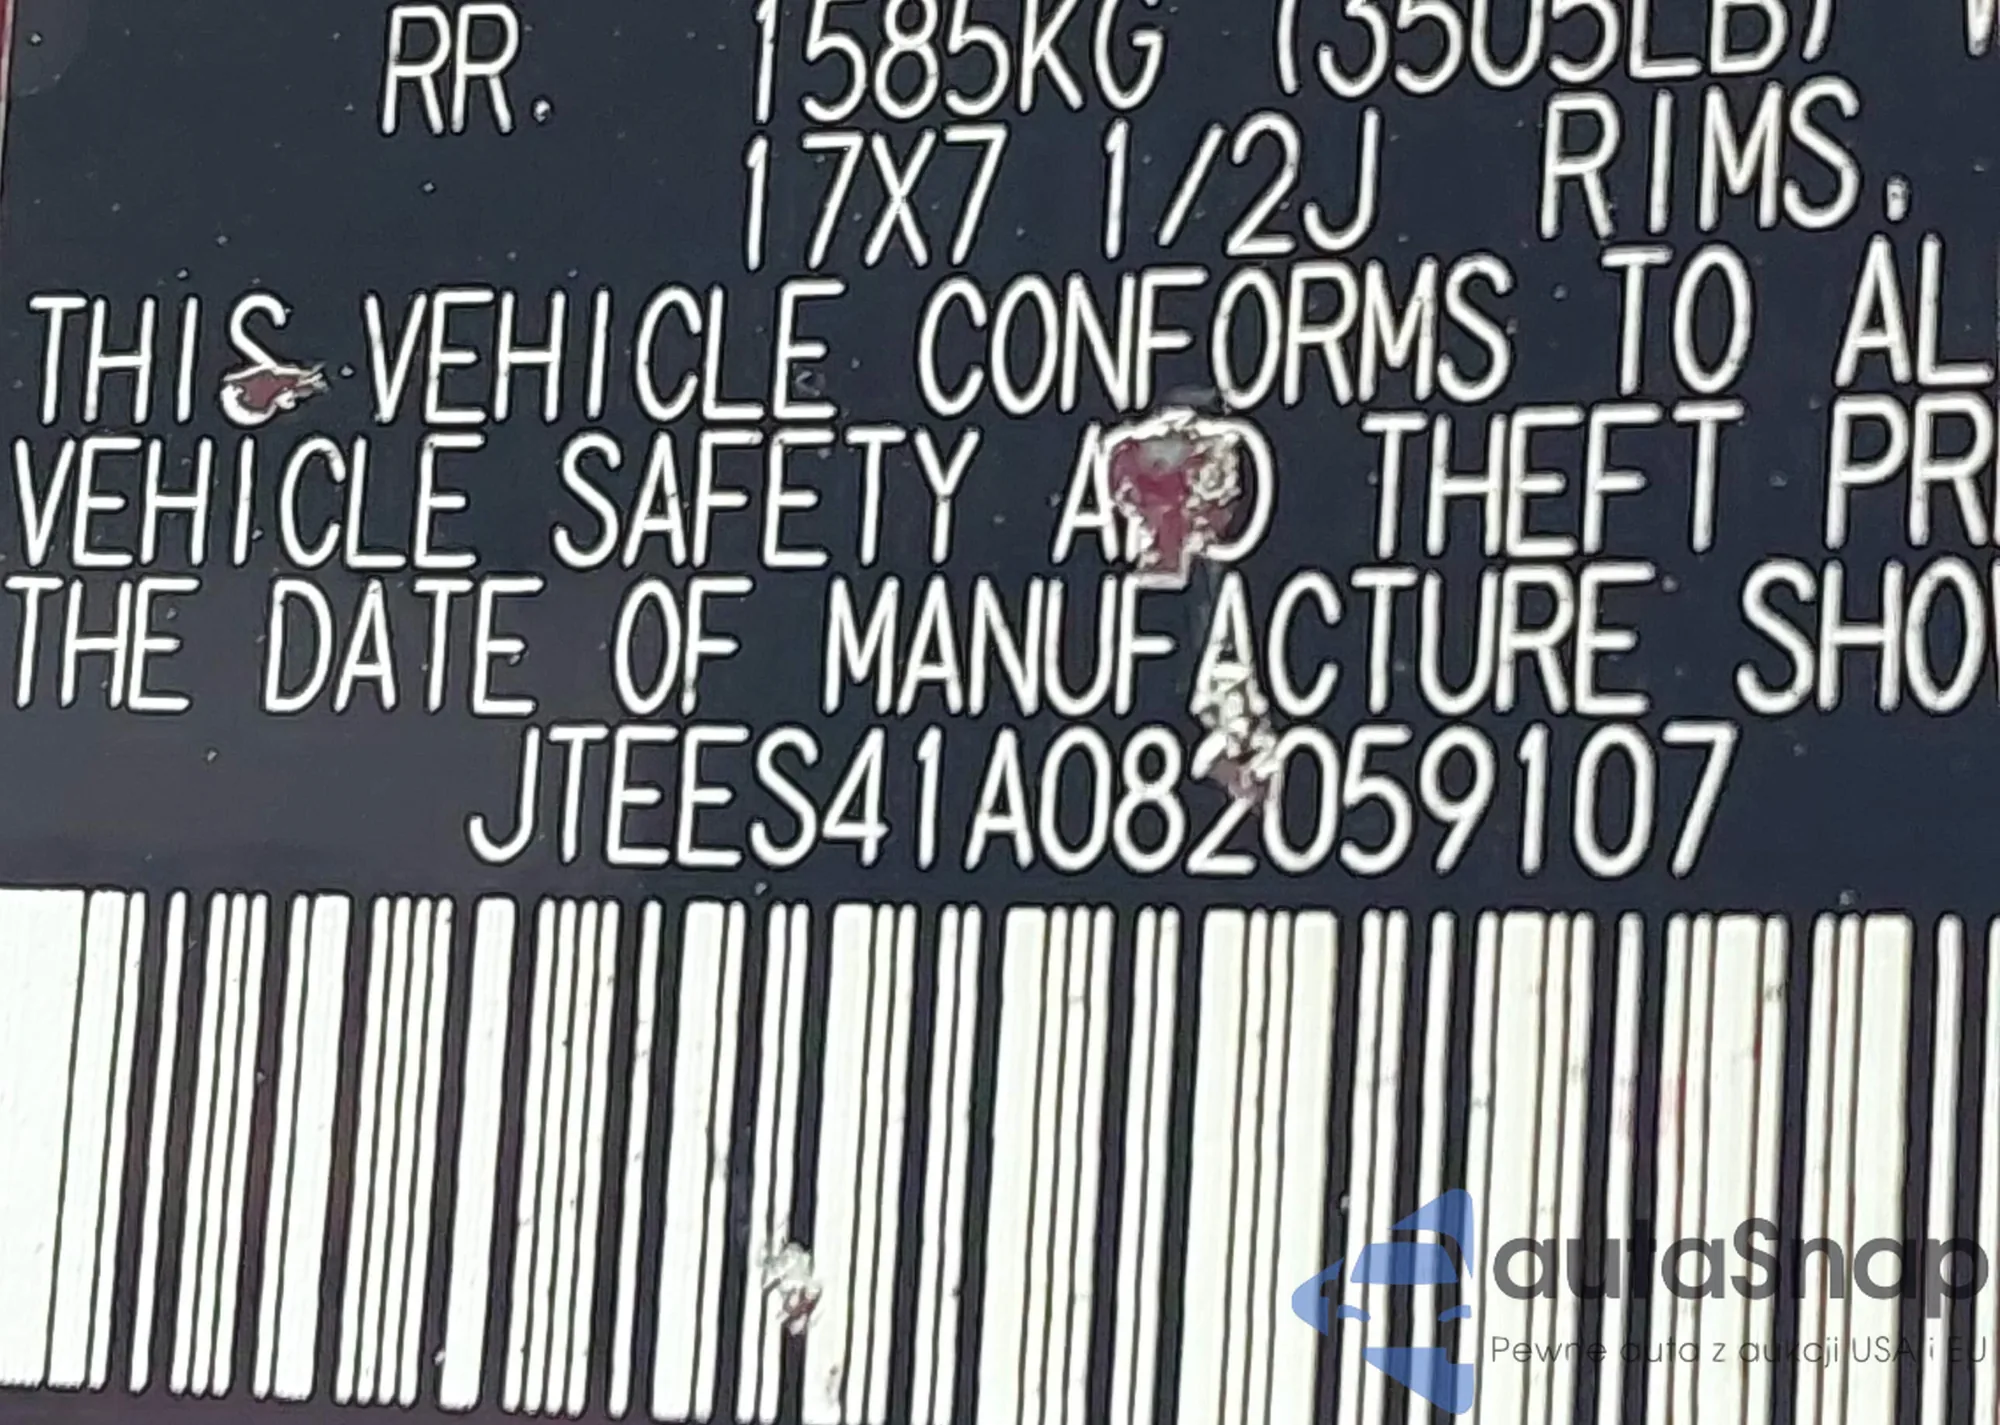 RR. 1585KG (3505LB)
17X7 1/2J RIMS,
THIS VEHICLE CONFORMS TO AL
VEHICLE SAFETY AND THEFT PR
THE DATE OF MANUFACTURE SHO
JTEES41A082059107
autaSnap
Pewne auta z aukcji USA i EU